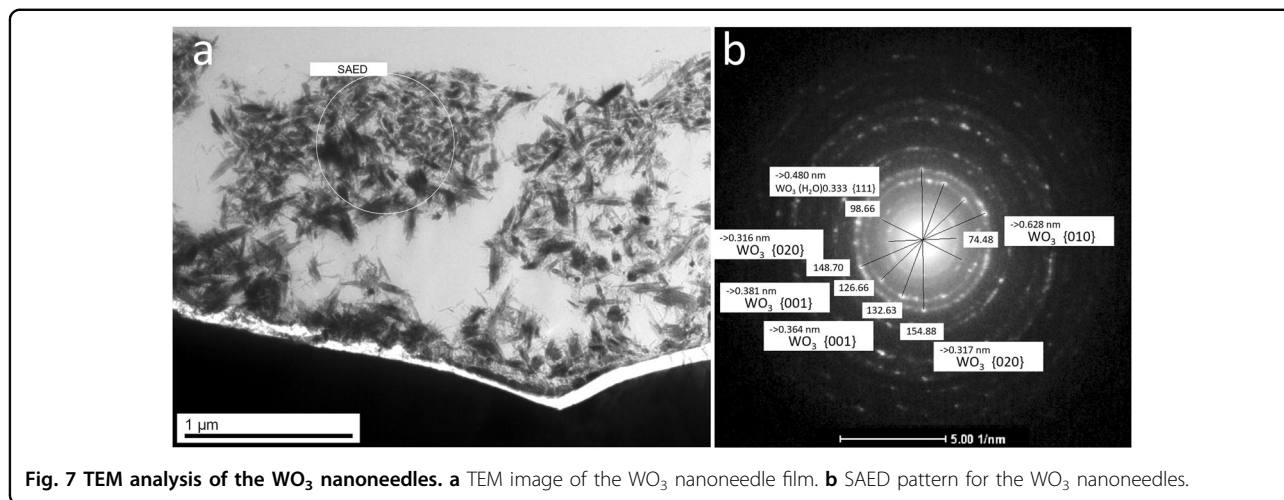 a
SAED
1 µm
b
->0.480 nm
WO₃ (H₂O)0.333 {111}
98.66
->0.628 nm
WO₃ {010}
74.48
->0.316 nm
WO₃ {020}
148.70
->0.381 nm
WO₃ {001}
126.66
132.63
->0.364 nm
WO₃ {001}
154.88
->0.317 nm
WO₃ {020}
5.00 1/nm
Fig. 7 TEM analysis of the WO₃ nanoneedles. a TEM image of the WO₃ nanoneedle film. b SAED pattern for the WO₃ nanoneedles.